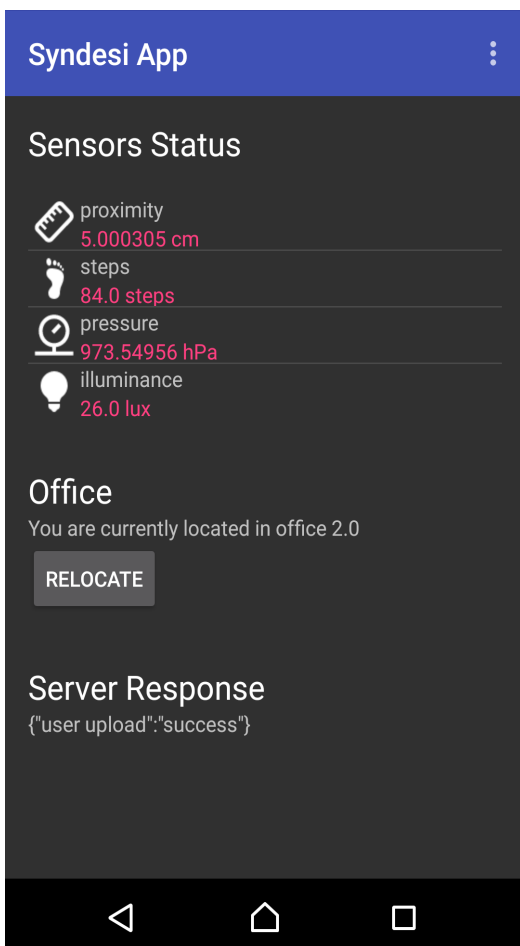 Syndesi App
Sensors Status
proximity
5.000305 cm
steps
84.0 steps
pressure
973.54956 hPa
illuminance
26.0 lux
Office
You are currently located in office 2.0
RELOCATE
Server Response
{"user upload":"success"}